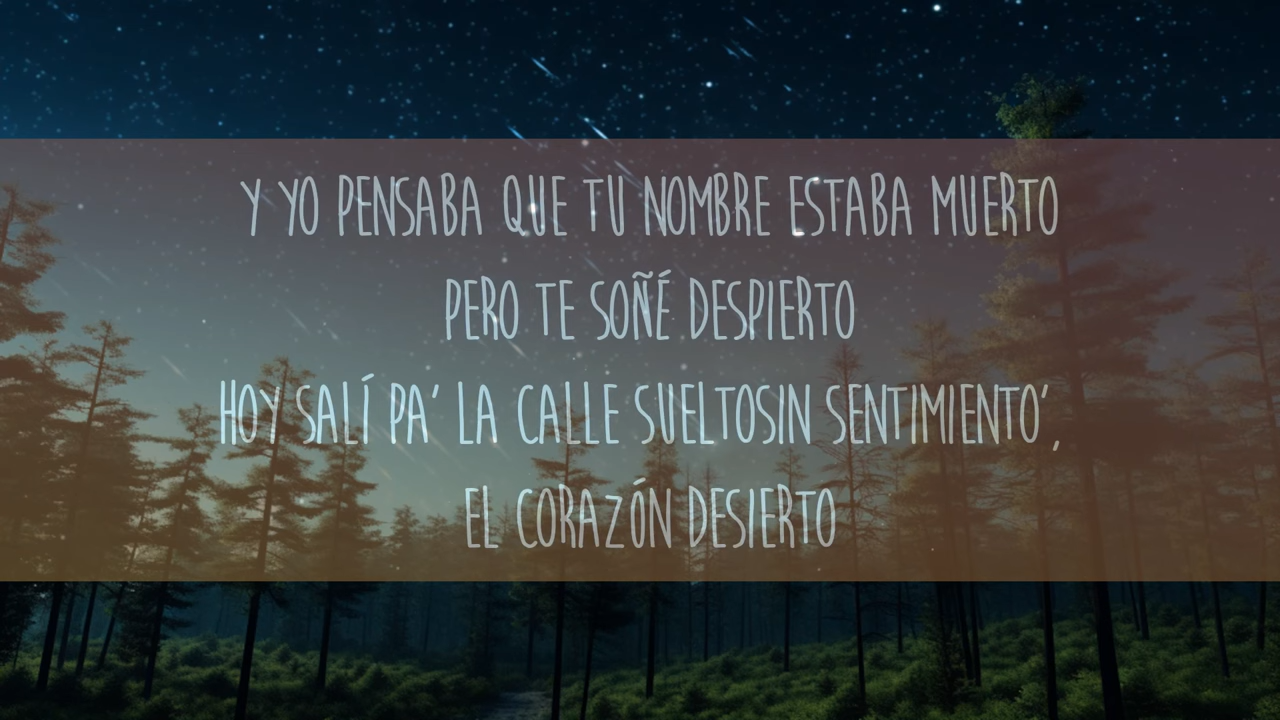 Y YO PENSABA QUE TU NOMBRE ESTABA MUERTO
PERO TE SOÑÉ DESPIERTO
HOY SALÍ PA' LA CALLE SUELTOSIN SENTIMIENTO',
EL CORAZÓN DESIERTO